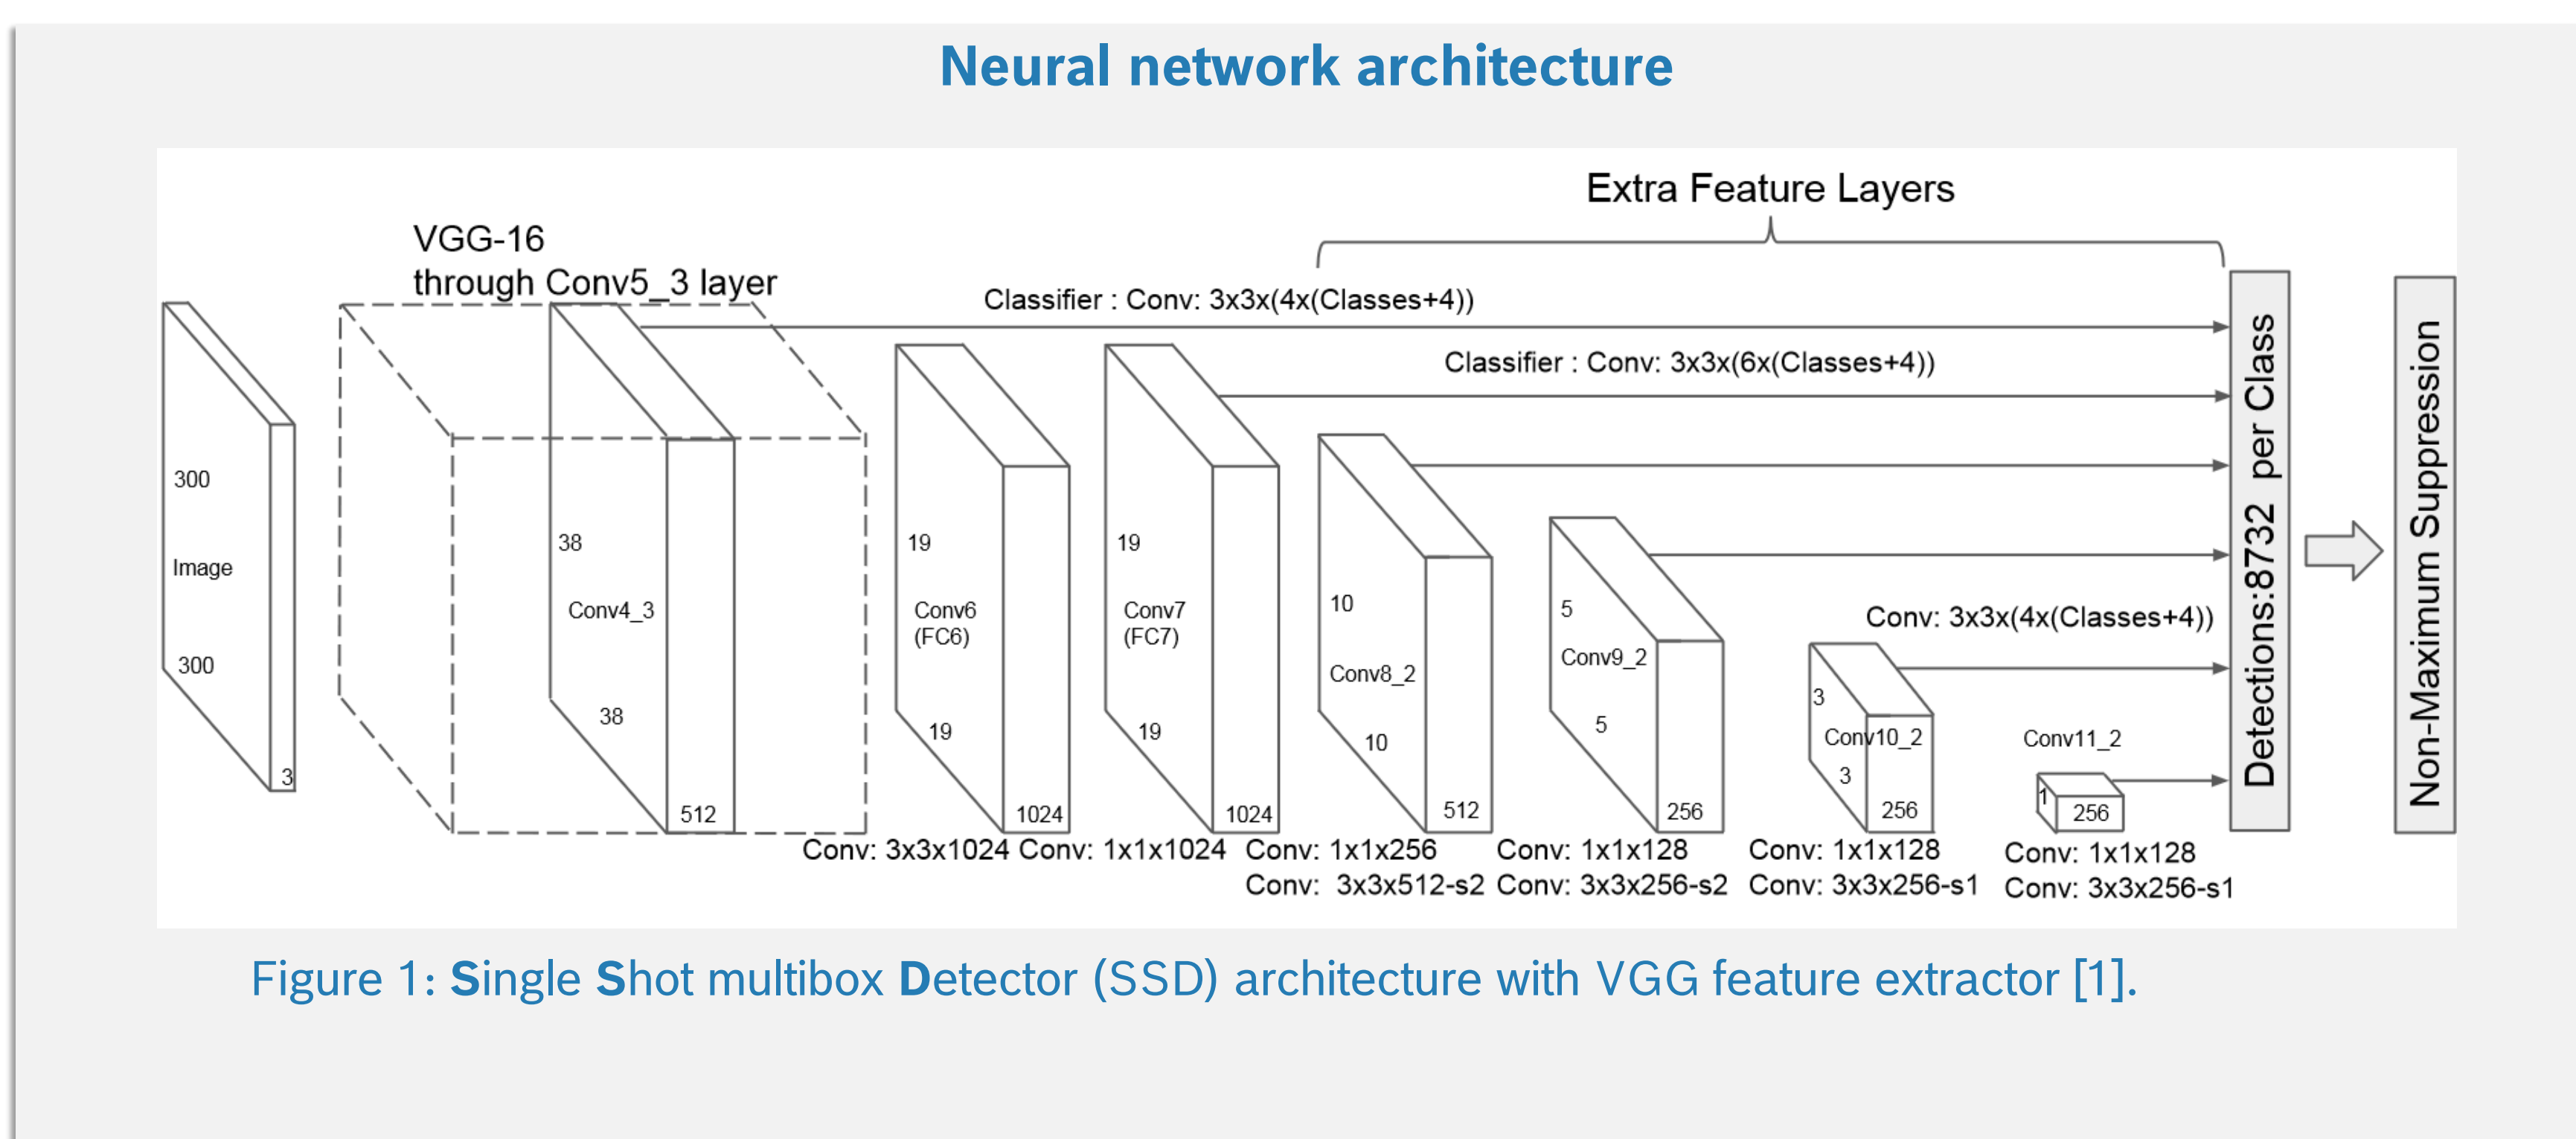 Neural network architecture
Extra Feature Layers
VGG-16
through Conv5_3 layer
Classifier : Conv: 3x3x(4x(Classes+4))
Classifier : Conv: 3x3x(6x(Classes+4))
300
Image
300
3
38
Conv4_3
38
512
19
Conv6
(FC6)
19
1024
19
Conv7
(FC7)
19
1024
10
Conv8_2
10
512
5
Conv9_2
5
256
Conv: 3x3x(4x(Classes+4))
3
Conv10_2
3
256
Conv11_2
1
256
Detections:8732 per Class
Non-Maximum Suppression
Conv: 3x3x1024
Conv: 1x1x1024
Conv: 1x1x256
Conv: 3x3x512-s2
Conv: 1x1x128
Conv: 3x3x256-s2
Conv: 1x1x128
Conv: 3x3x256-s1
Conv: 1x1x128
Conv: 3x3x256-s1
Figure 1: Single Shot multibox Detector (SSD) architecture with VGG feature extractor [1].